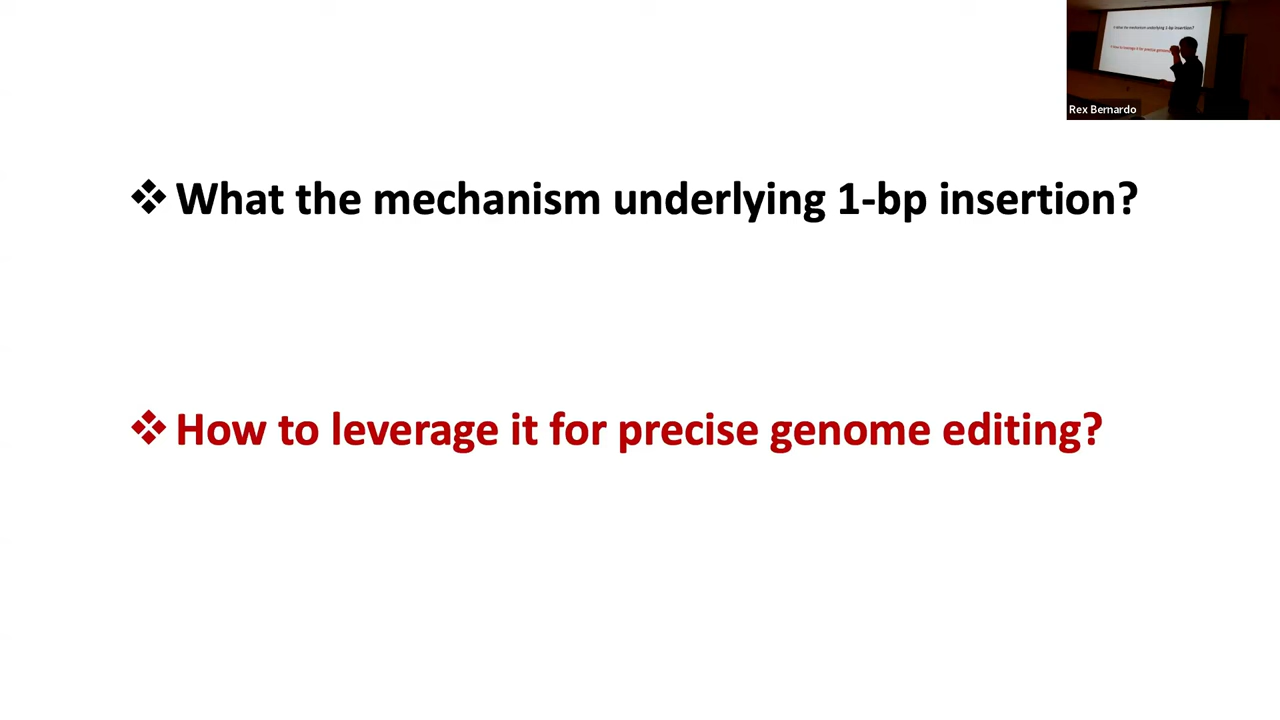 ❖ What the mechanism underlying 1-bp insertion?
❖ How to leverage it for precise genome editing?
Rex Bernardo